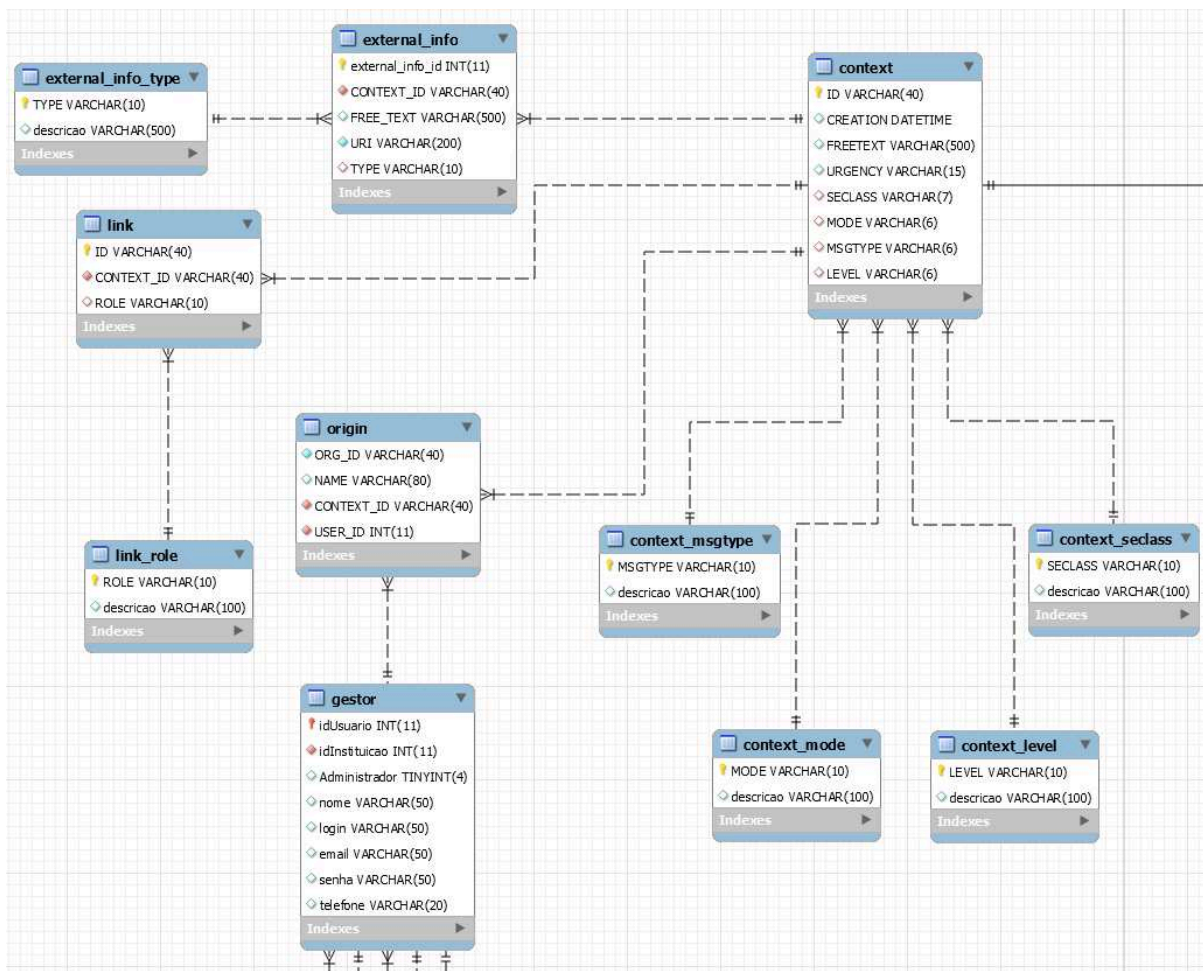 external_info_type
TYPE VARCHAR(10)
descricao VARCHAR(500)
Indexes
external_info
external_info_id INT(11)
CONTEXT_ID VARCHAR(40)
FREE_TEXT VARCHAR(500)
URI VARCHAR(200)
TYPE VARCHAR(10)
Indexes
context
ID VARCHAR(40)
CREATION DATETIME
FREETEXT VARCHAR(500)
URGENCY VARCHAR(15)
SECLASS VARCHAR(7)
MODE VARCHAR(6)
MSGTYPE VARCHAR(6)
LEVEL VARCHAR(6)
Indexes
link
ID VARCHAR(40)
CONTEXT_ID VARCHAR(40)
ROLE VARCHAR(10)
Indexes
origin
ORG_ID VARCHAR(40)
NAME VARCHAR(80)
CONTEXT_ID VARCHAR(40)
USER_ID INT(11)
Indexes
link_role
ROLE VARCHAR(10)
descricao VARCHAR(100)
Indexes
context_msgtype
MSGTYPE VARCHAR(10)
descricao VARCHAR(100)
Indexes
context_seclass
SECLASS VARCHAR(10)
descricao VARCHAR(100)
Indexes
gestor
idUsuario INT(11)
idInstituicao INT(11)
Administrador TINYINT(4)
nome VARCHAR(50)
login VARCHAR(50)
email VARCHAR(50)
senha VARCHAR(50)
telefone VARCHAR(20)
Indexes
context_mode
MODE VARCHAR(10)
descricao VARCHAR(100)
Indexes
context_level
LEVEL VARCHAR(10)
descricao VARCHAR(100)
Indexes